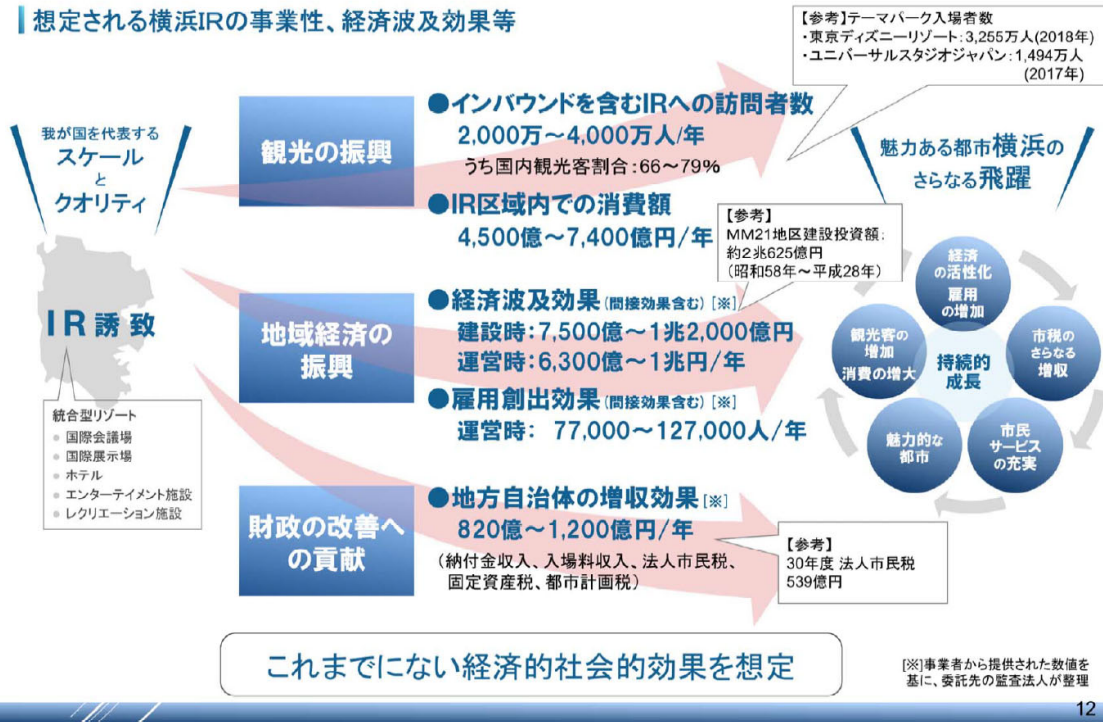 想定される横浜IRの事業性、経済波及効果等
【参考】テーマパーク入場者数
・東京ディズニーリゾート:3,255万人(2018年)
・ユニバーサルスタジオジャパン:1,494万人
(2017年)
我が国を代表する
スケール
と
クオリティ
IR誘致
統合型リゾート
● 国際会議場
● 国際展示場
● ホテル
● エンターテイメント施設
● レクリエーション施設
観光の振興
●インバウンドを含むIRへの訪問者数
2,000万～4,000万人/年
うち国内観光客割合:66～79%
●IR区域内での消費額
4,500億～7,400億円/年
【参考】
MM21地区建設投資額:
約2兆625億円
(昭和58年～平成28年)
地域経済の
振興
●経済波及効果(間接効果含む)[※]
建設時:7,500億～1兆2,000億円
運営時:6,300億～1兆円/年
●雇用創出効果(間接効果含む)[※]
運営時: 77,000～127,000人/年
財政の改善へ
の貢献
●地方自治体の増収効果[※]
820億～1,200億円/年
(納付金収入、入場料収入、法人市民税、
固定資産税、都市計画税)
【参考】
30年度 法人市民税
539億円
魅力ある都市横浜の
さらなる飛躍
経済
の活性化
雇用
の増加
市税の
さらなる
増収
市民
サービス
の充実
魅力的な
都市
観光客の
増加
消費の増大
持続的
成長
これまでにない経済的社会的効果を想定
[※]事業者から提供された数値を
基に、委託先の監査法人が整理
12